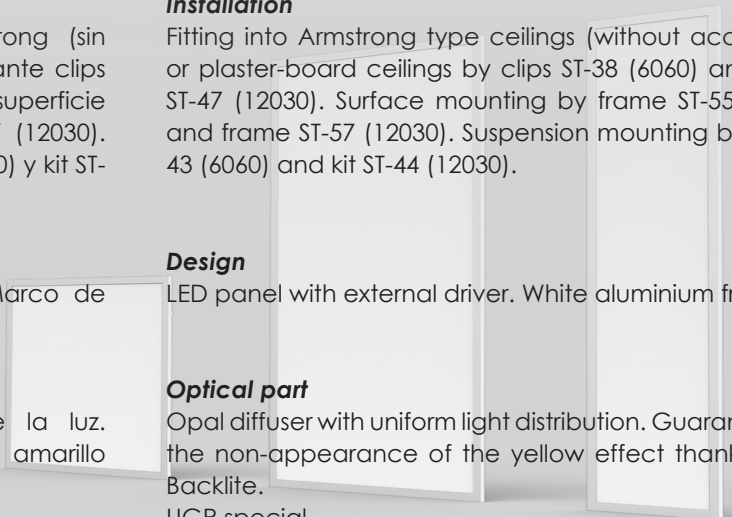 rong (sin
ante clips
superficie
(12030).
0) y kit ST-
Marco de
e la luz.
amarillo
Installation
Fitting into Armstrong type ceilings (without acc
or plaster-board ceilings by clips ST-38 (6060) an
ST-47 (12030). Surface mounting by frame ST-55
and frame ST-57 (12030). Suspension mounting b
43 (6060) and kit ST-44 (12030).
Design
LED panel with external driver. White aluminium fr
Optical part
Opal diffuser with uniform light distribution. Guaran
the non-appearance of the yellow effect thank
Backlite.
UGR special